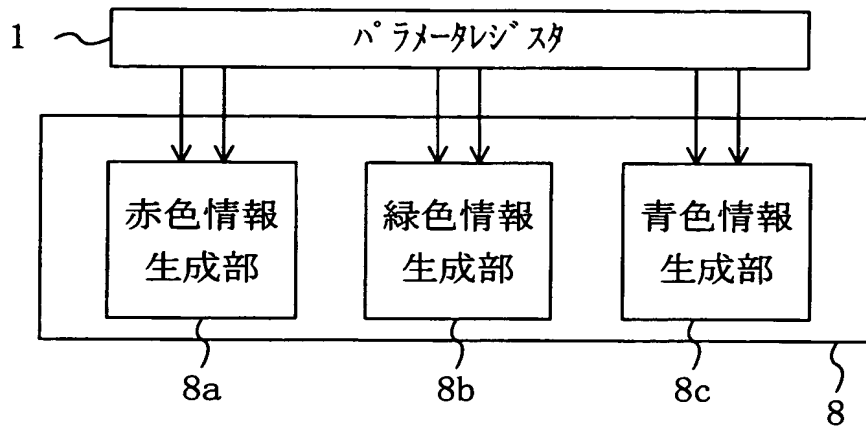 1
パラメータレジスタ
赤色情報
生成部
緑色情報
生成部
青色情報
生成部
8a
8b
8c
8